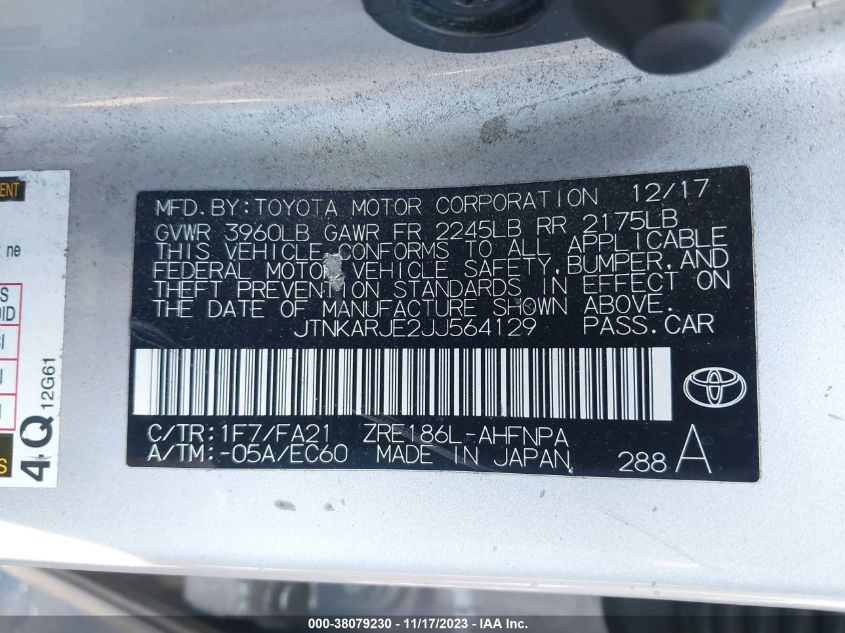 MFD. BY:TOYOTA MOTOR CORPORATION 12/17
GVWR 3960LB GAWR FR 2245LB RR 2175LB
THIS VEHICLE CONFORMS TO ALL APPLICABLE
FEDERAL MOTOR VEHICLE SAFETY, BUMPER, AND
THEFT PREVENTION STANDARDS IN EFFECT ON
THE DATE OF MANUFACTURE SHOWN ABOVE.
JTNKARJE2JJ564129 PASS.CAR
C/TR:1F7/FA21 ZRE186L-AHFNPA
A/TM:-05A/EC60 MADE IN JAPAN 288 A
ne
4Q 12G61
000-38079230 - 11/17/2023 - IAAI.com